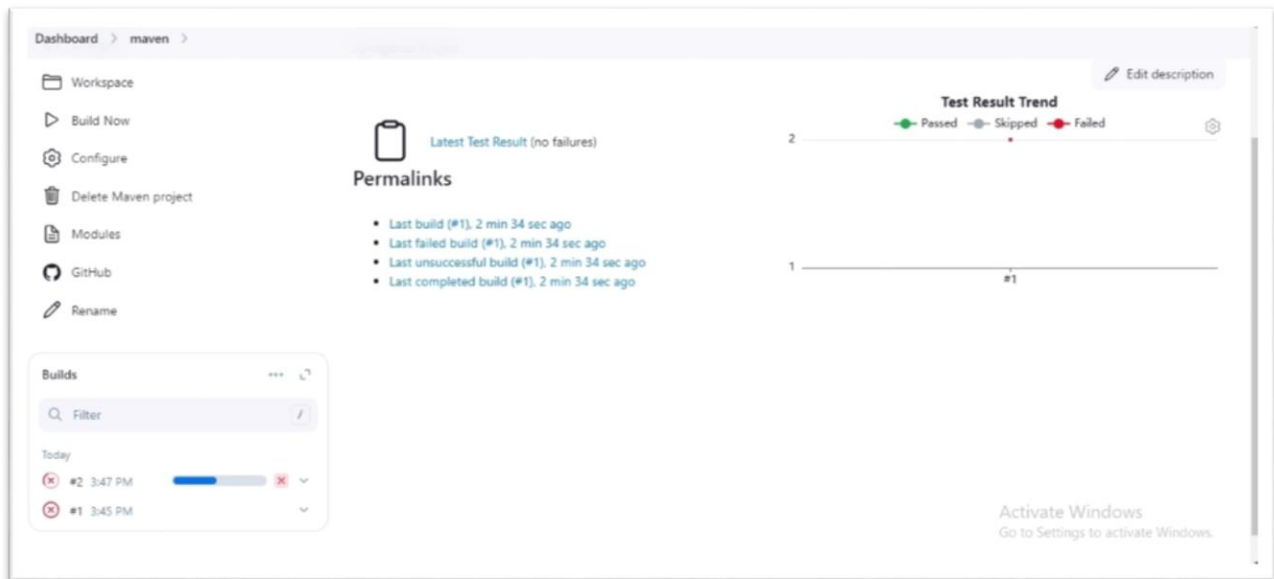 Dashboard > maven >
Workspace
Build Now
Configure
Delete Maven project
Modules
GitHub
Rename
Builds
Filter
/
Today
#2 3:47 PM
#1 3:45 PM
Latest Test Result (no failures)
Permalinks
Last build (#1), 2 min 34 sec ago
Last failed build (#1), 2 min 34 sec ago
Last unsuccessful build (#1), 2 min 34 sec ago
Last completed build (#1), 2 min 34 sec ago
Edit description
Test Result Trend
Passed Skipped Failed
2
1
#1
Activate Windows
Go to Settings to activate Windows.